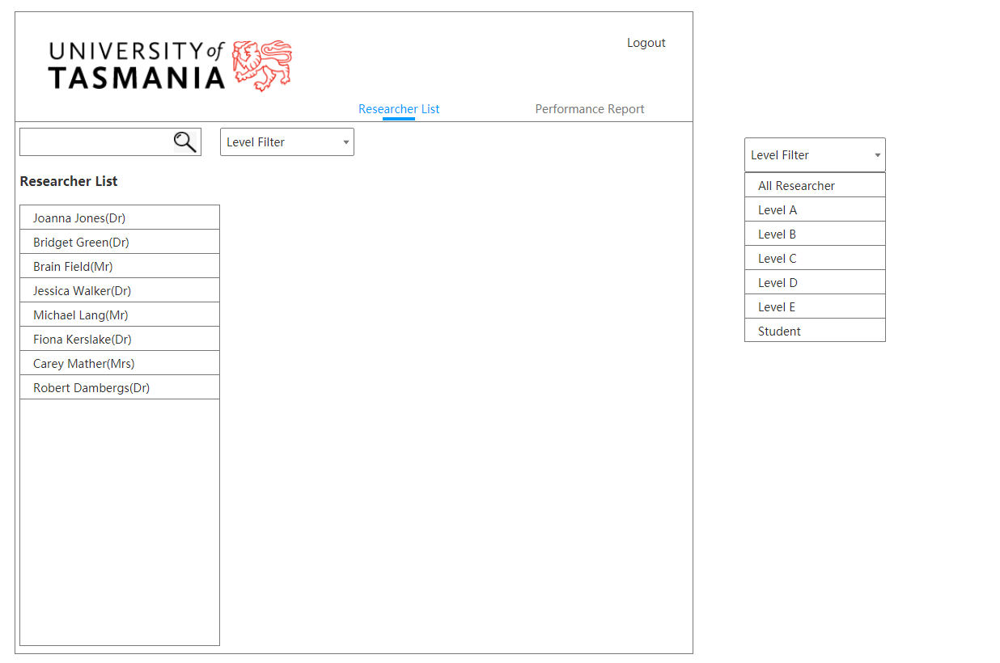 UNIVERSITY of
TASMANIA
Logout
Researcher List
Performance Report
Level Filter
Researcher List
Joanna Jones(Dr)
Bridget Green(Dr)
Brain Field(Mr)
Jessica Walker(Dr)
Michael Lang(Mr)
Fiona Kerslake(Dr)
Carey Mather(Mrs)
Robert Dambergs(Dr)
Level Filter
All Researcher
Level A
Level B
Level C
Level D
Level E
Student